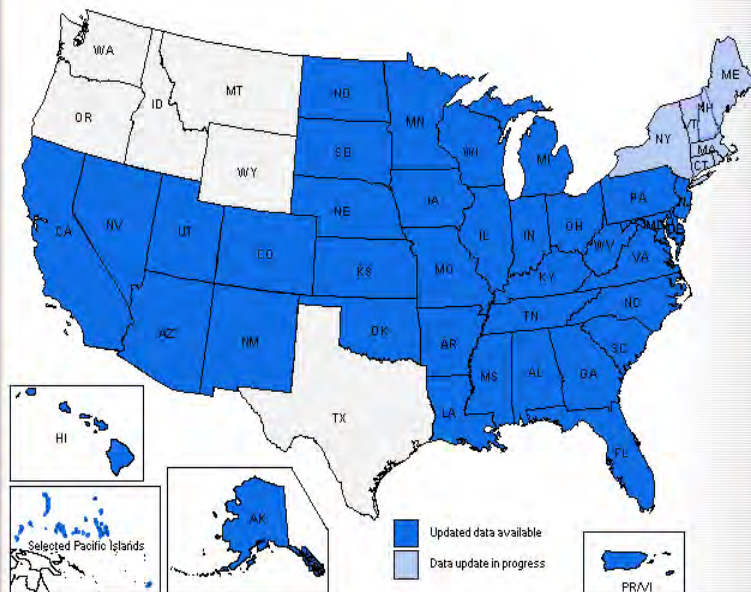 WA
MT
ME
ND
OR
ID
MN
NH
VT
NY
SD
WI
MA
MI
CT
WY
NE
IA
PA
CA
NV
UT
IL
IN
OH
MD
DE
CO
WV
VA
KS
MO
KY
NC
TN
AZ
NM
OK
AR
SC
MS
AL
GA
LA
TX
FL
HI
AK
Updated data available
Selected Pacific Islands
Data update in progress
PR/VI